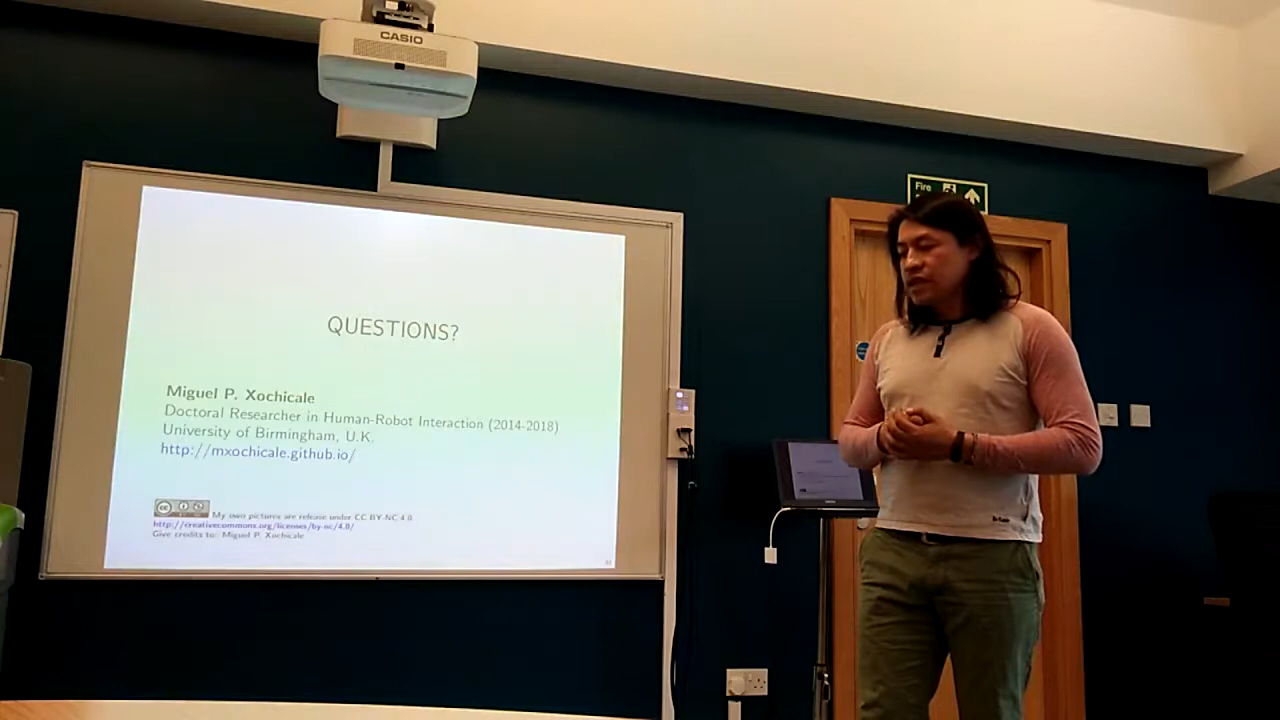 CASIO
Fire
QUESTIONS?
Miguel P. Xochicale
Doctoral Researcher in Human-Robot Interaction (2014-2018)
University of Birmingham, U.K.
http://mxochicale.github.io/
My own pictures are release under CC BY-NC 4.0
http://creativecommons.org/licenses/by-nc/4.0/
Give credits to: Miguel P. Xochicale